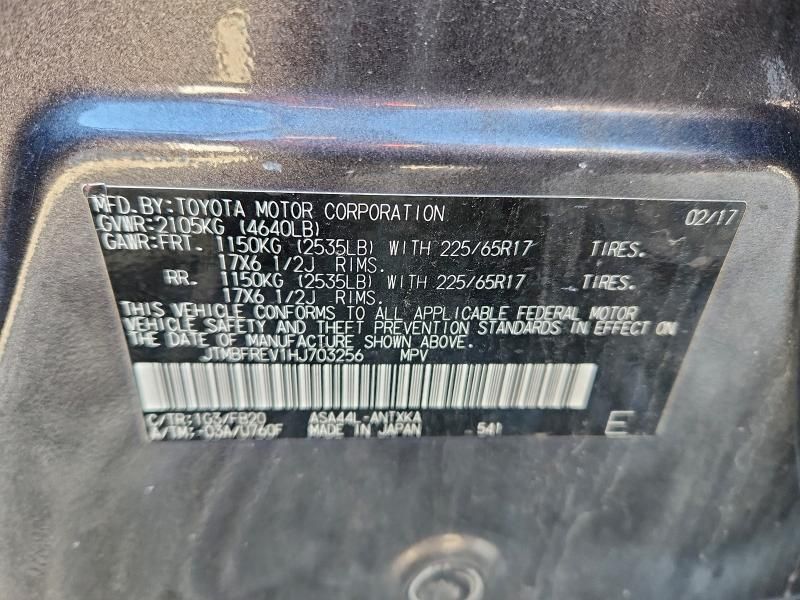 MFD.BY:TOYOTA MOTOR CORPORATION 02/17
GVWR:2105KG (4640LB)
GAWR:FRT. 1150KG (2535LB) WITH 225/65R17 TIRES.
17X6 1/2J RIMS.
RR. 1150KG (2535LB) WITH 225/65R17 TIRES.
17X6 1/2J RIMS.
THIS VEHICLE CONFORMS TO ALL APPLICABLE FEDERAL MOTOR
VEHICLE SAFETY AND THEFT PREVENTION STANDARDS IN EFFECT ON
THE DATE OF MANUFACTURE SHOWN ABOVE.
JTMBFREV1HJ703256 MPV
C/TR:1G3/FB20 ASA44L-ANTXKA
A/TM:-03A/U760F MADE IN JAPAN 541 E